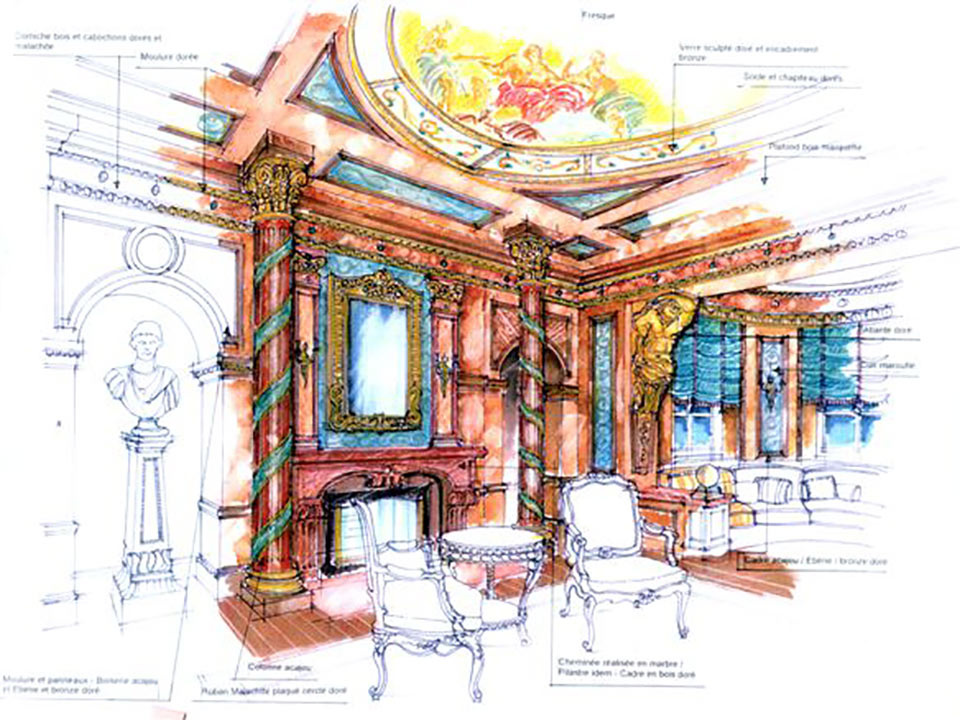 Fresque
Corniche bois et cabochons dorés et
malachite
Moulure dorée
Verre sculpté doré et encadrement
bronze
Socle et chapiteau dorés
Plafond bois marqueté
Atlante doré
Cuir marouflé
Cadre acajou / Ebène / bronze doré
Cheminée réalisée en marbre /
Pilastre idem - Cadre en bois doré
Colonne acajou
Ruban Malachite plaqué cerclé doré
Moulure et panneaux - Boiserie acajou
et Ebène et bronze doré